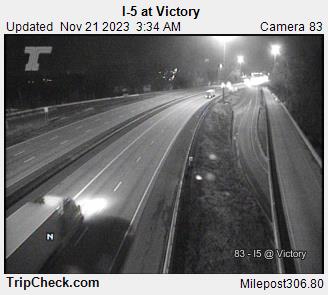 I-5 at Victory
Updated Nov 21 2023 3:34 AM Camera 83
T
N
83 - I5 @ Victory
TripCheck.com Milepost306.80